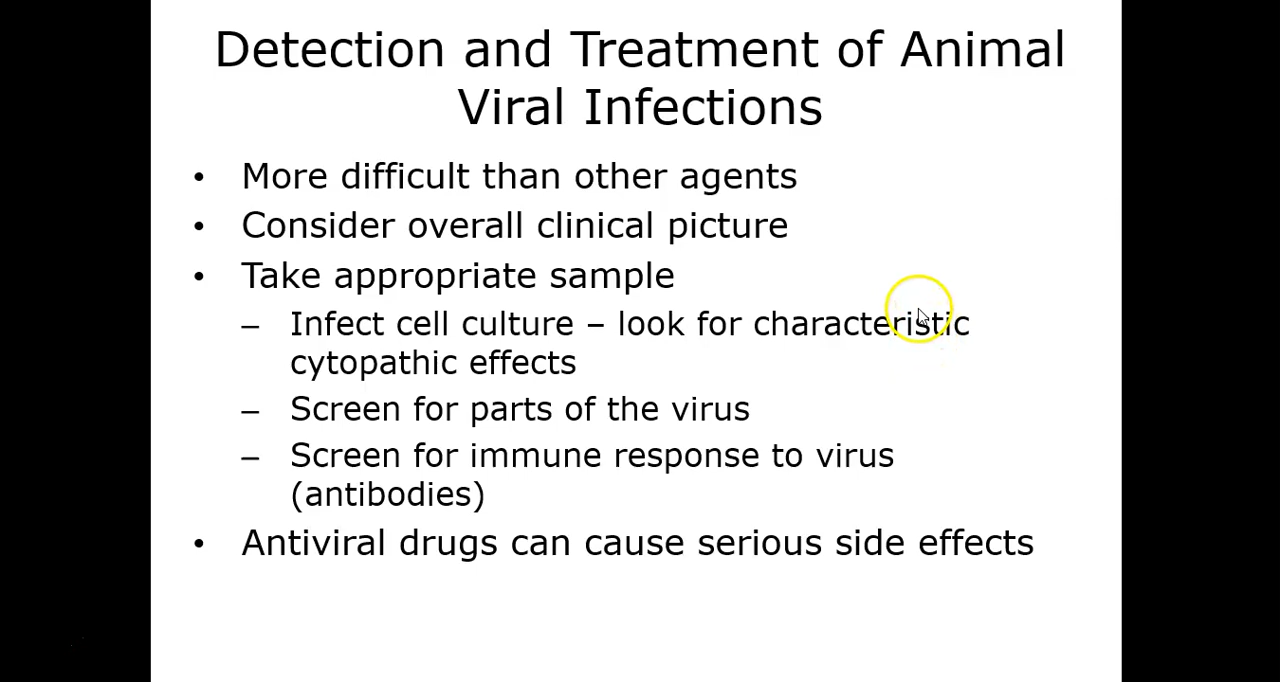 Detection and Treatment of Animal
Viral Infections
• More difficult than other agents
• Consider overall clinical picture
• Take appropriate sample
– Infect cell culture – look for characteristic
cytopathic effects
– Screen for parts of the virus
– Screen for immune response to virus
(antibodies)
• Antiviral drugs can cause serious side effects